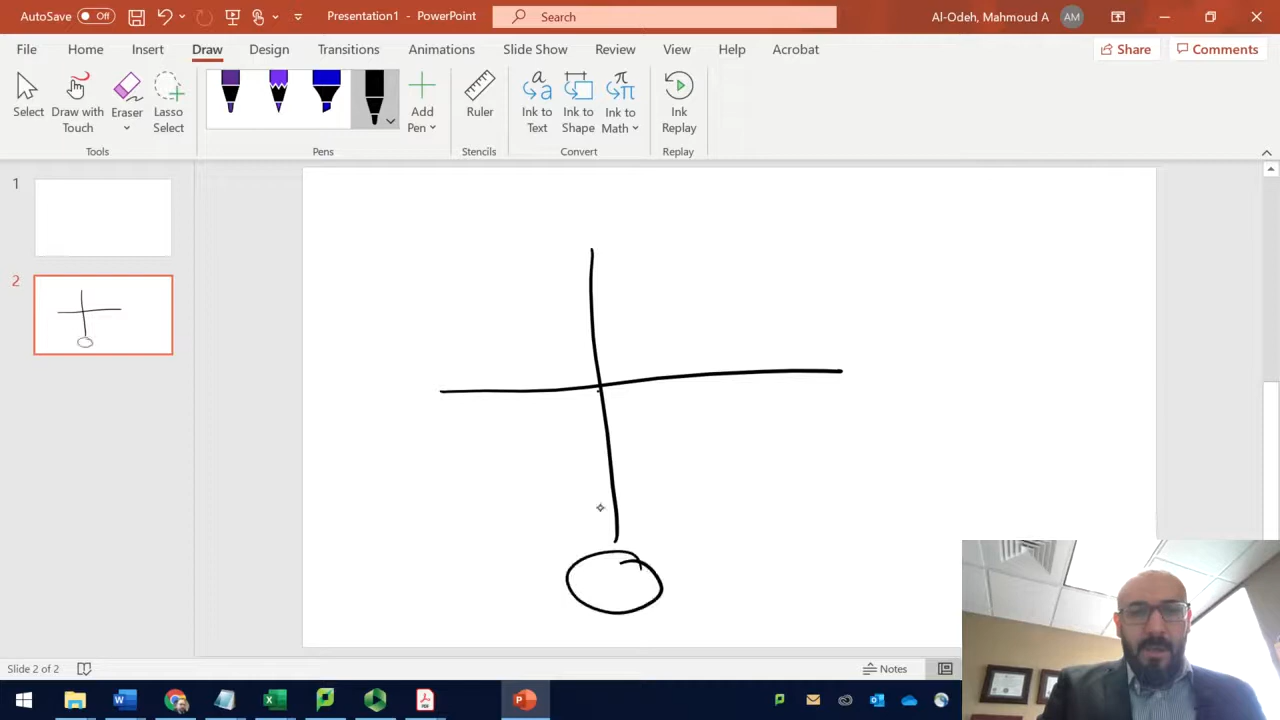 AutoSave Off Presentation1 - PowerPoint Search Al-Odeh, Mahmoud A AM
File Home Insert Draw Design Transitions Animations Slide Show Review View Help Acrobat Share Comments
Select Draw with Touch Eraser Lasso Select Add Pen Ruler Ink to Text Ink to Shape Ink to Math Ink Replay
Tools Pens Stencils Convert Replay
1
2
Slide 2 of 2 Notes